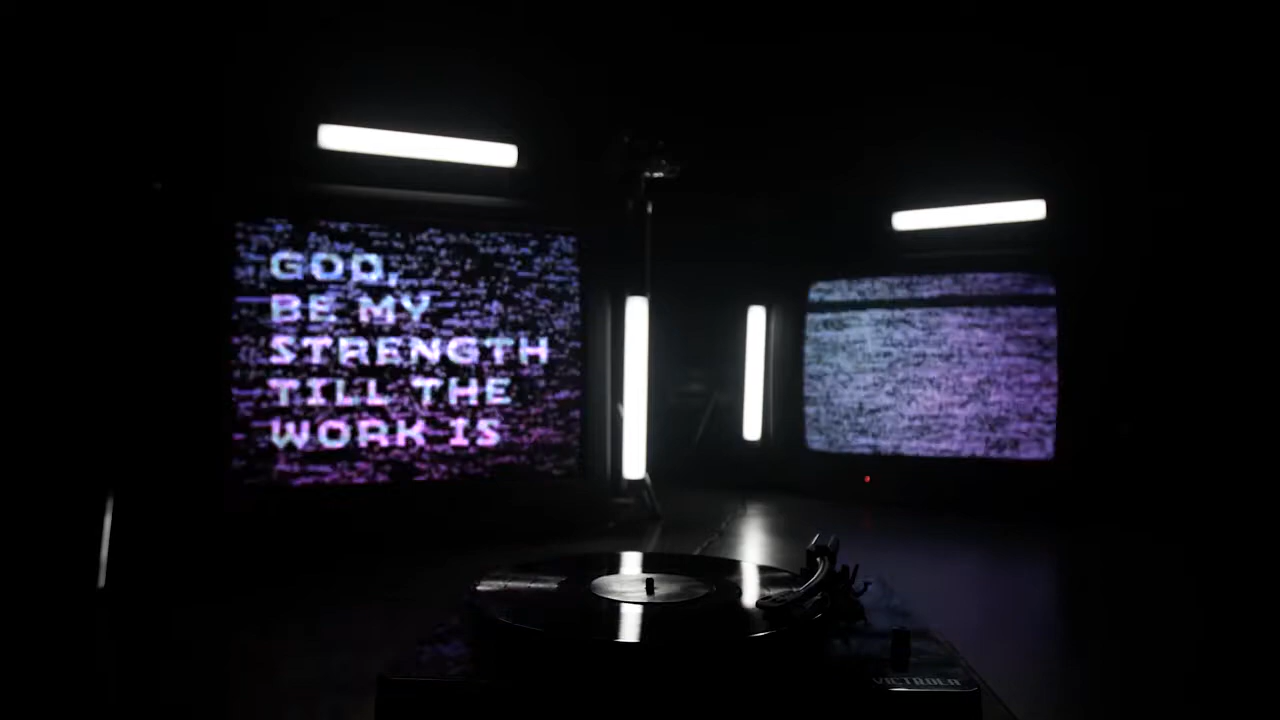 GOD,
BE MY
STRENGTH
TILL THE
WORK IS
VICTROLA